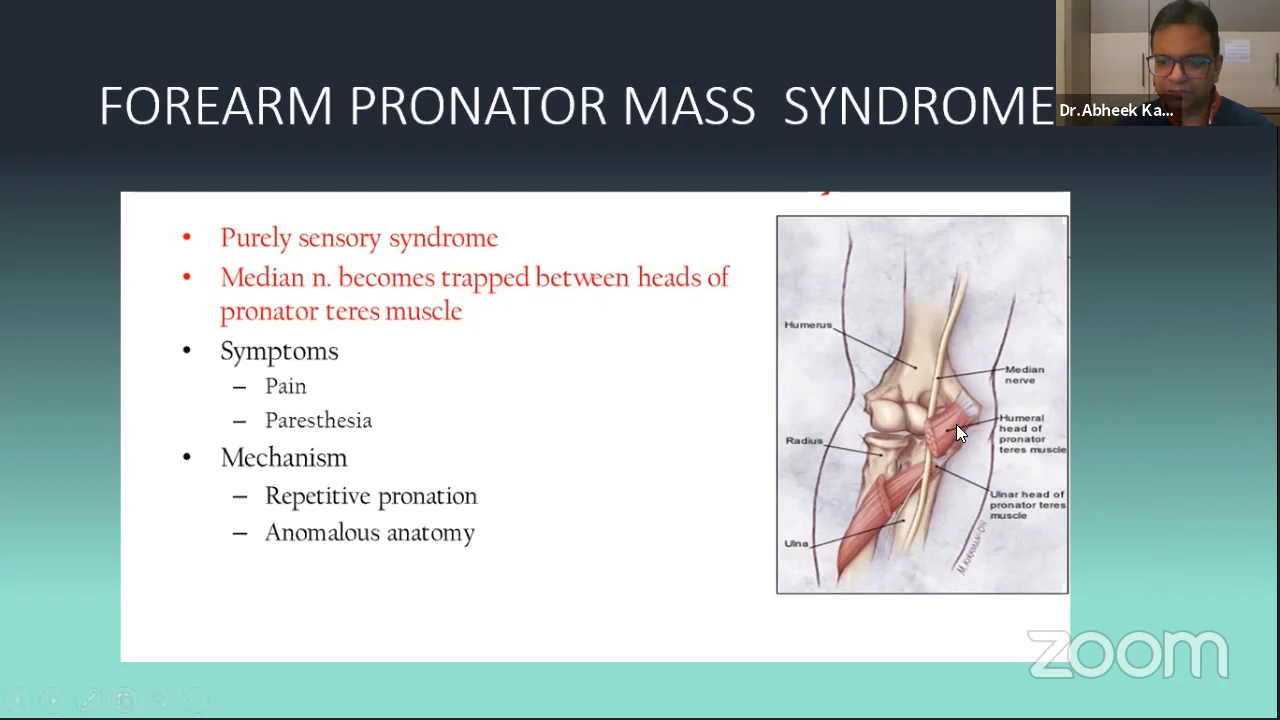 FOREARM PRONATOR MASS SYNDROME
Dr.Abheek Ka...
• Purely sensory syndrome
• Median n. becomes trapped between heads of
pronator teres muscle
• Symptoms
– Pain
– Paresthesia
• Mechanism
– Repetitive pronation
– Anomalous anatomy
Humerus
Median
nerve
Humeral
head of
pronator
teres muscle
Radius
Ulnar head of
pronator teres
muscle
Ulna
zoom